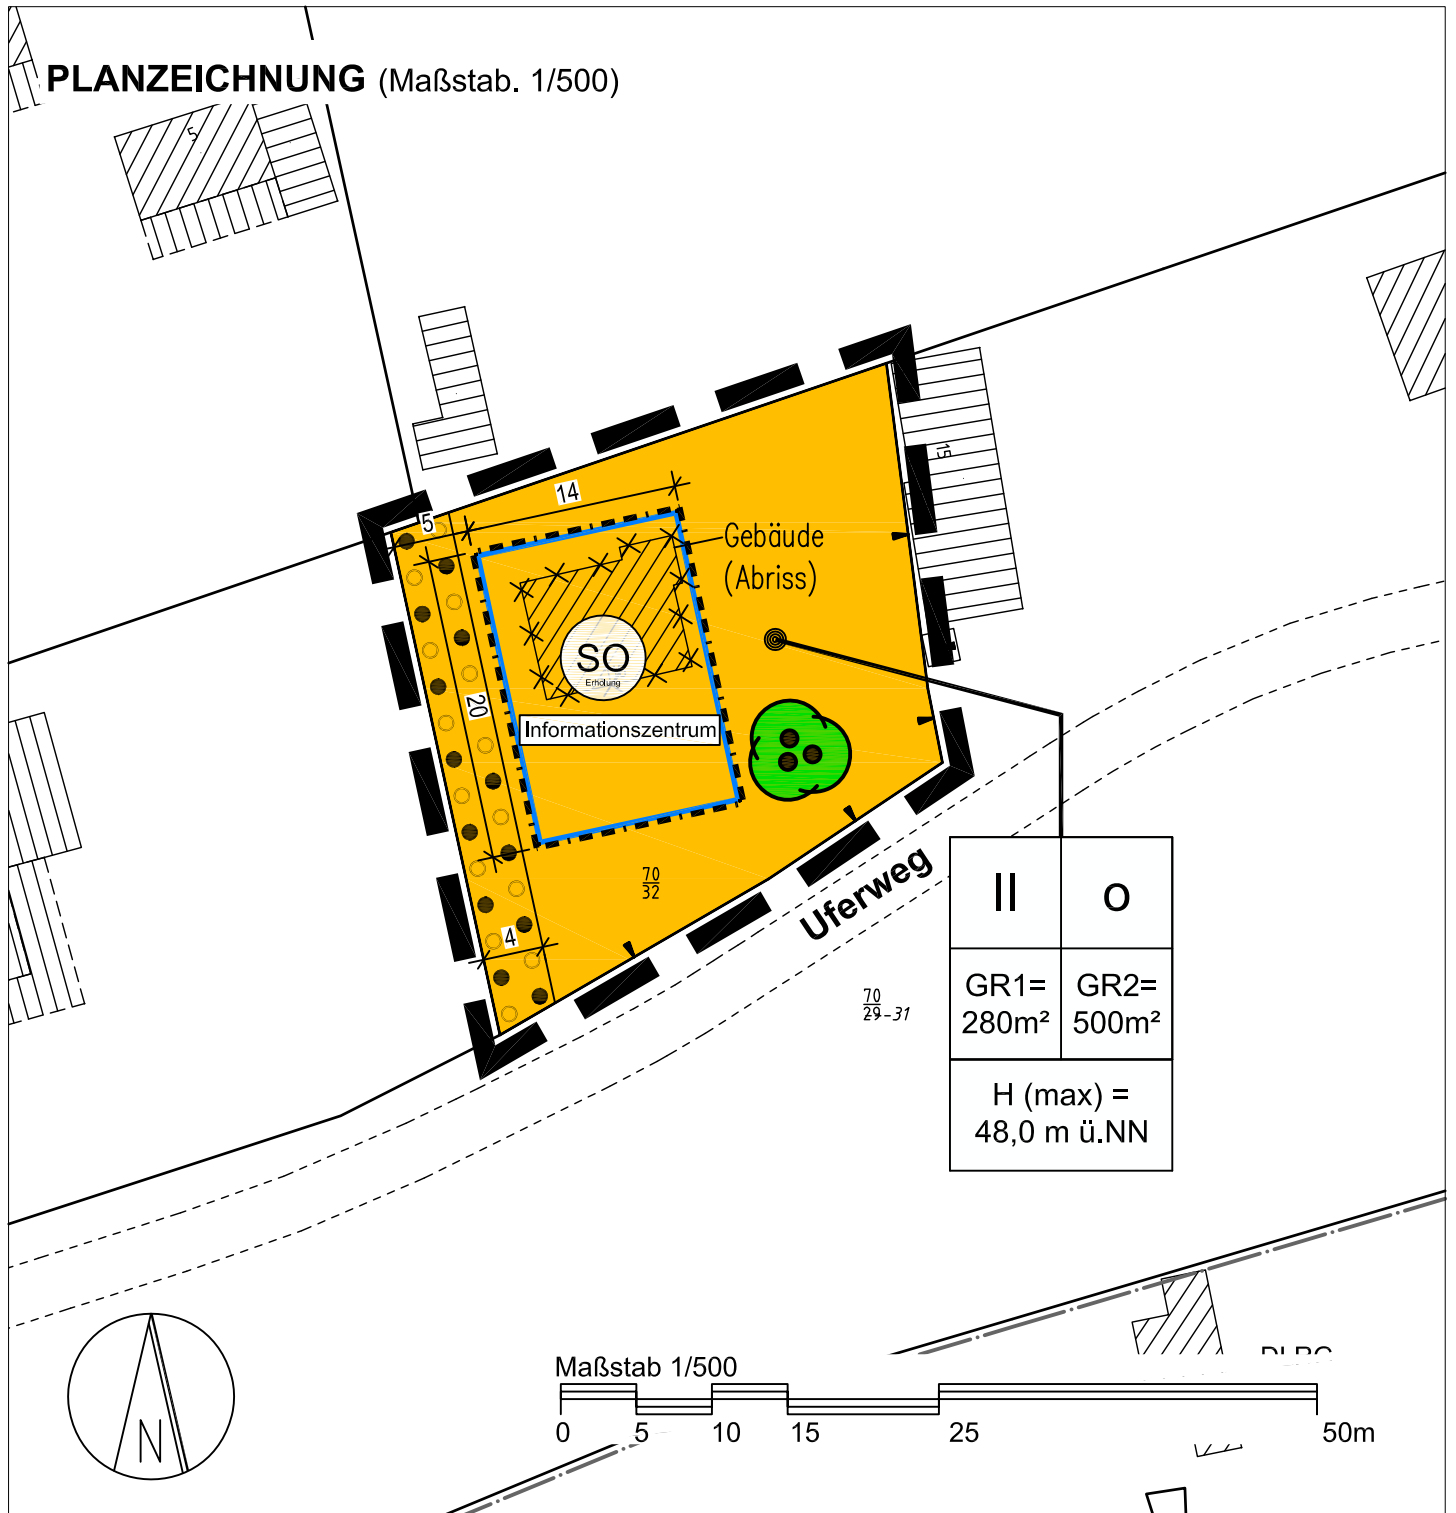 PLANZEICHNUNG (Maßstab. 1/500)
5
15
14
5
Gebäude
(Abriss)
SO
Erholung
20
Informationszentrum
70
32
4
Uferweg
70
29-31
II
o
GR1=
280m²
GR2=
500m²
H (max) =
48,0 m ü.NN
N
Maßstab 1/500
0 5 10 15 25 50m